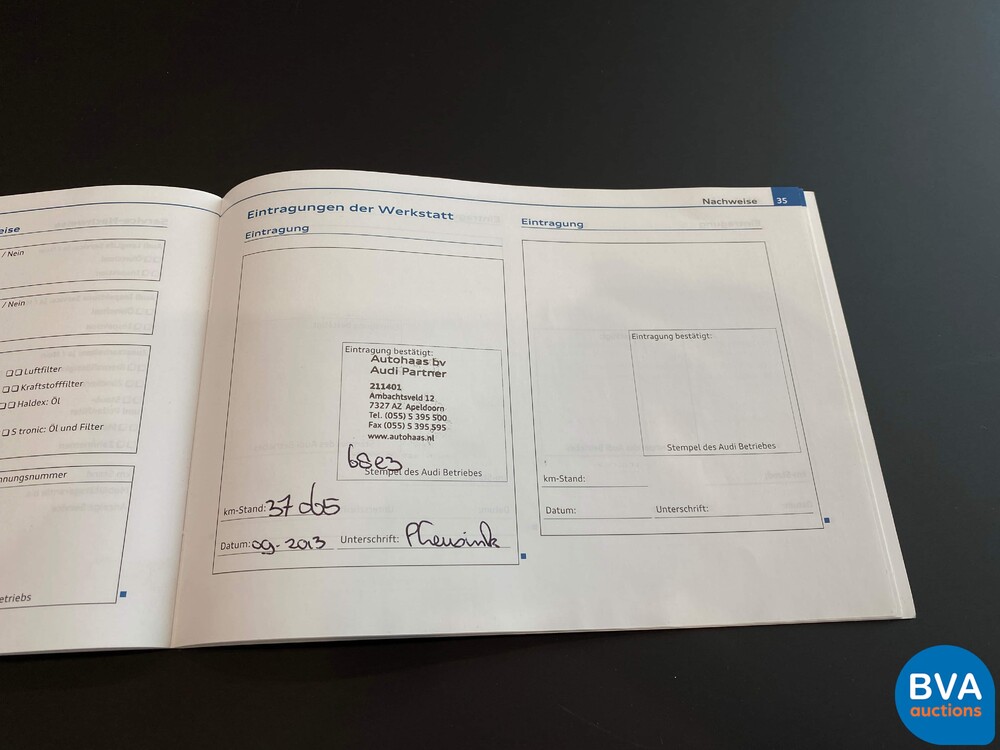 eise
/ Nein
/ Nein
❏ ❏ Luftfilter
❏ ❏ Kraftstofffilter
❏ ❏ Haldex: Öl
❏ S tronic: Öl und Filter
hnungsnummer
etriebs
Nachweise 35
Eintragungen der Werkstatt
Eintragung
Eintragung bestätigt:
Autohaas bv
Audi Partner
211401
Ambachtsveld 12
7327 AZ Apeldoorn
Tel. (055) 5 395 500
Fax (055) 5 395 595
www.autohaas.nl
Stempel des Audi Betriebes
km-Stand:
Datum: 09-2013 Unterschrift:
Eintragung
Eintragung bestätigt:
Stempel des Audi Betriebes
km-Stand:
Datum: Unterschrift:
BVA
auctions